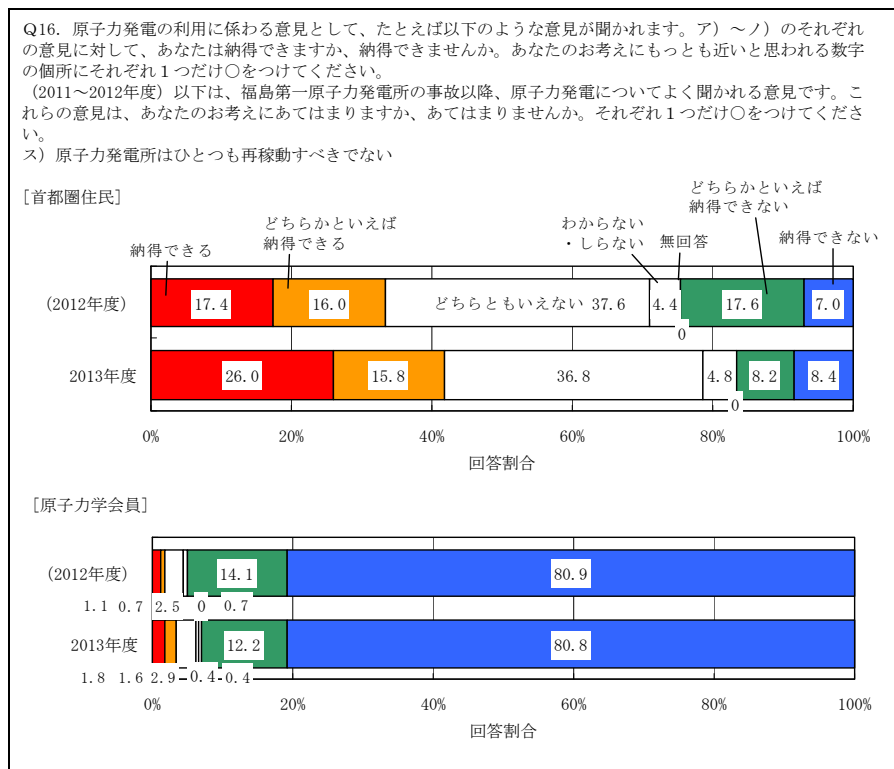 Q16．原子力発電の利用に係わる意見として、たとえば以下のような意見が聞かれます。ア）～ノ）のそれぞれ
の意見に対して、あなたは納得できますか、納得できませんか。あなたのお考えにもっとも近いと思われる数字
の個所にそれぞれ１つだけ○をつけてください。
（2011～2012年度）以下は、福島第一原子力発電所の事故以降、原子力発電についてよく聞かれる意見です。こ
れらの意見は、あなたのお考えにあてはまりますか、あてはまりませんか。それぞれ１つだけ○をつけてくださ
い。
ス）原子力発電所はひとつも再稼動すべきでない
［首都圏住民］
納得できる
どちらかといえば
納得できる
わからない
・しらない
無回答
どちらかといえば
納得できない
納得できない
(2012年度)
17.4 16.0 どちらともいえない 37.6 4.4 0 17.6 7.0
2013年度
26.0 15.8 36.8 4.8 0 8.2 8.4
0% 20% 40% 60% 80% 100%
回答割合
［原子力学会員］
(2012年度)
14.1 80.9
1.1 0.7 2.5 0 0.7
2013年度
12.2 80.8
1.8 1.6 2.9 0.4 0.4
0% 20% 40% 60% 80% 100%
回答割合